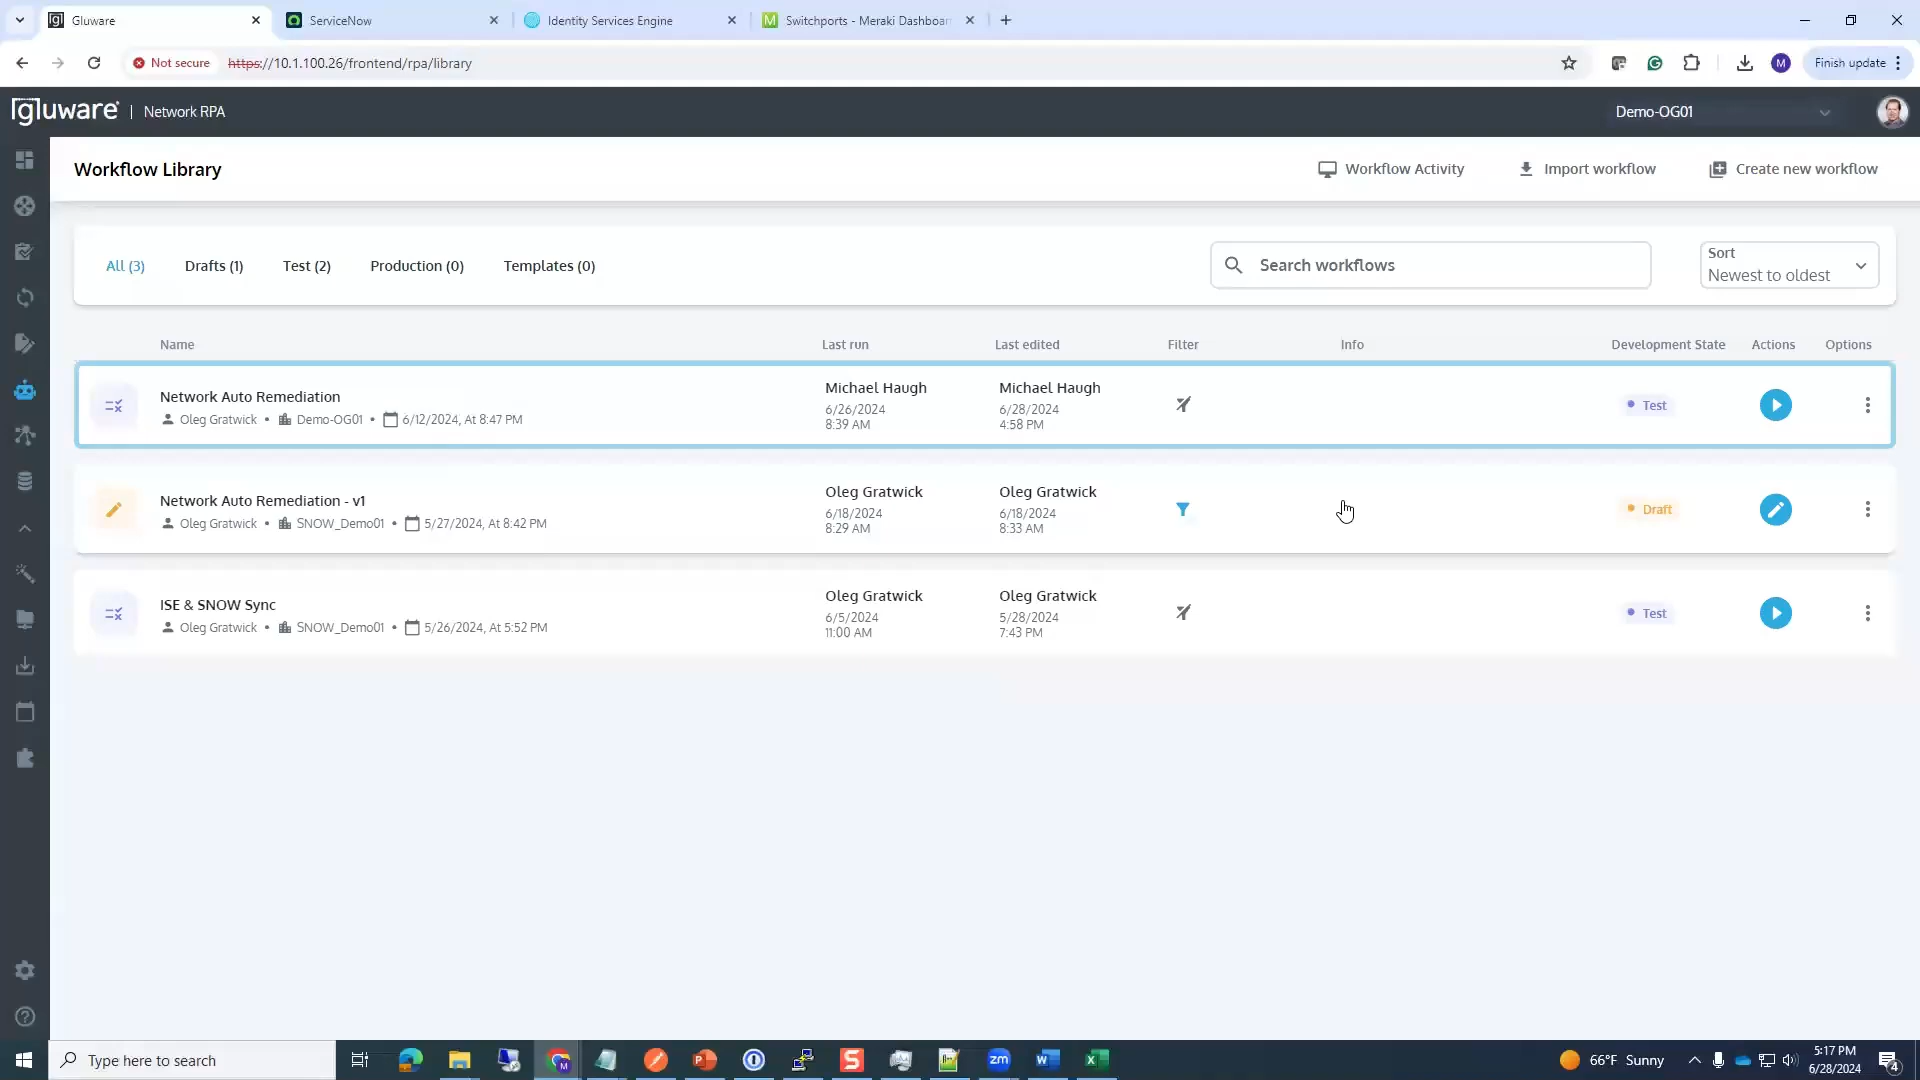 Gluware
ServiceNow
Identity Services Engine
Switchports - Meraki Dashboar
Not secure
https://10.1.100.26/frontend/rpa/library
M
Finish update
gluware | Network RPA
Demo-OG01
Workflow Library
Workflow Activity
Import workflow
Create new workflow
All (3)
Drafts (1)
Test (2)
Production (0)
Templates (0)
Search workflows
Sort
Newest to oldest
Name
Last run
Last edited
Filter
Info
Development State
Actions
Options
Network Auto Remediation
Oleg Gratwick • Demo-OG01 • 6/12/2024, At 8:47 PM
Michael Haugh
6/26/2024
8:39 AM
Michael Haugh
6/28/2024
4:58 PM
Test
Network Auto Remediation - v1
Oleg Gratwick • SNOW_Demo01 • 5/27/2024, At 8:42 PM
Oleg Gratwick
6/18/2024
8:29 AM
Oleg Gratwick
6/18/2024
8:33 AM
Draft
ISE & SNOW Sync
Oleg Gratwick • SNOW_Demo01 • 5/26/2024, At 5:52 PM
Oleg Gratwick
6/5/2024
11:00 AM
Oleg Gratwick
5/28/2024
7:43 PM
Test
Type here to search
zm
66°F Sunny
5:17 PM
6/28/2024
4